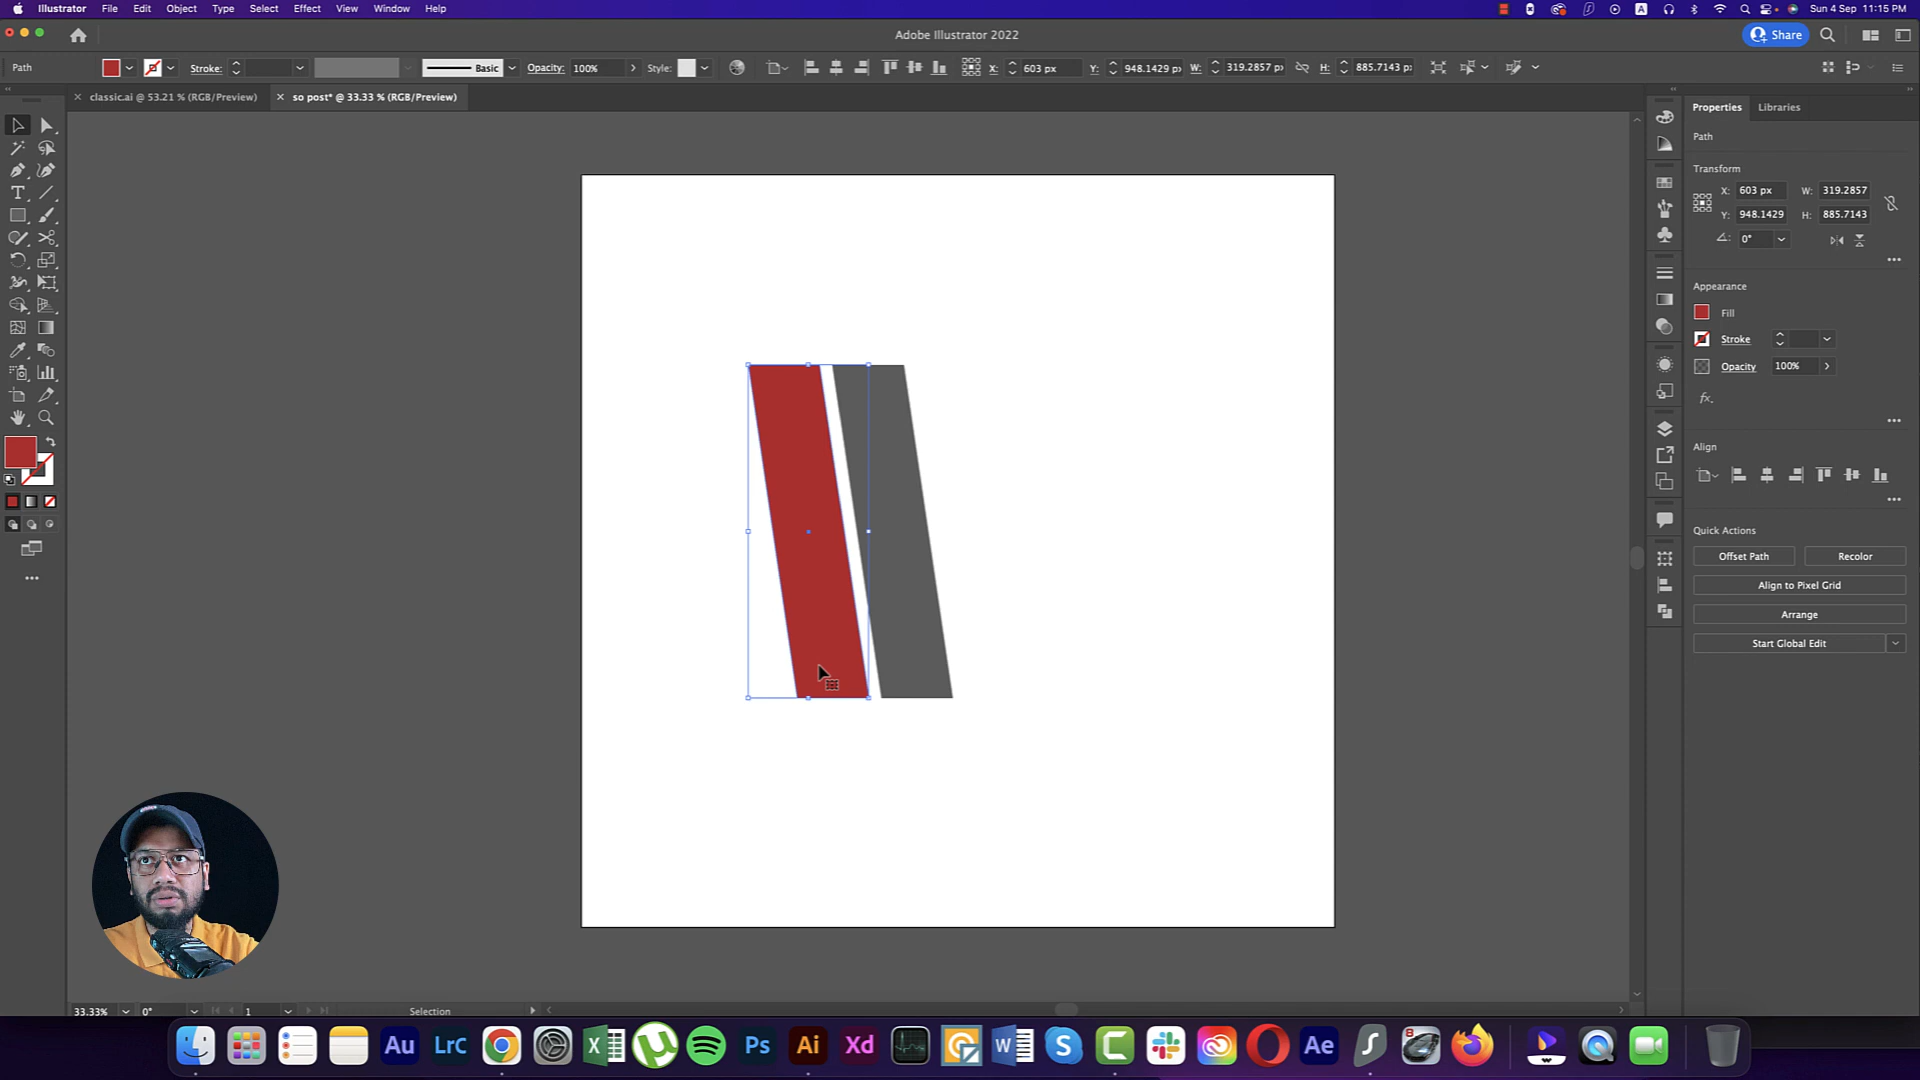 Illustrator File Edit Object Type Select Effect View Window Help
A Sun 4 Sep 11:15 PM
Adobe Illustrator 2022
Share
Path Stroke: Basic Opacity: 100% Style: X: 603 px Y: 948.1429 px W: 319.2857 px H: 885.7143 px
classic.ai @ 53.21 % (RGB/Preview) so post* @ 33.33 % (RGB/Preview)
Properties Libraries
Path
Transform
X: 603 px W: 319.2857
Y: 948.1429 H: 885.7143
0°
Appearance
Fill
Stroke
Opacity 100%
fx.
Align
Quick Actions
Offset Path Recolor
Align to Pixel Grid
Arrange
Start Global Edit
33.33% 0° 1 Selection
Au LrC X Ps Ai Xd W S Ae 8